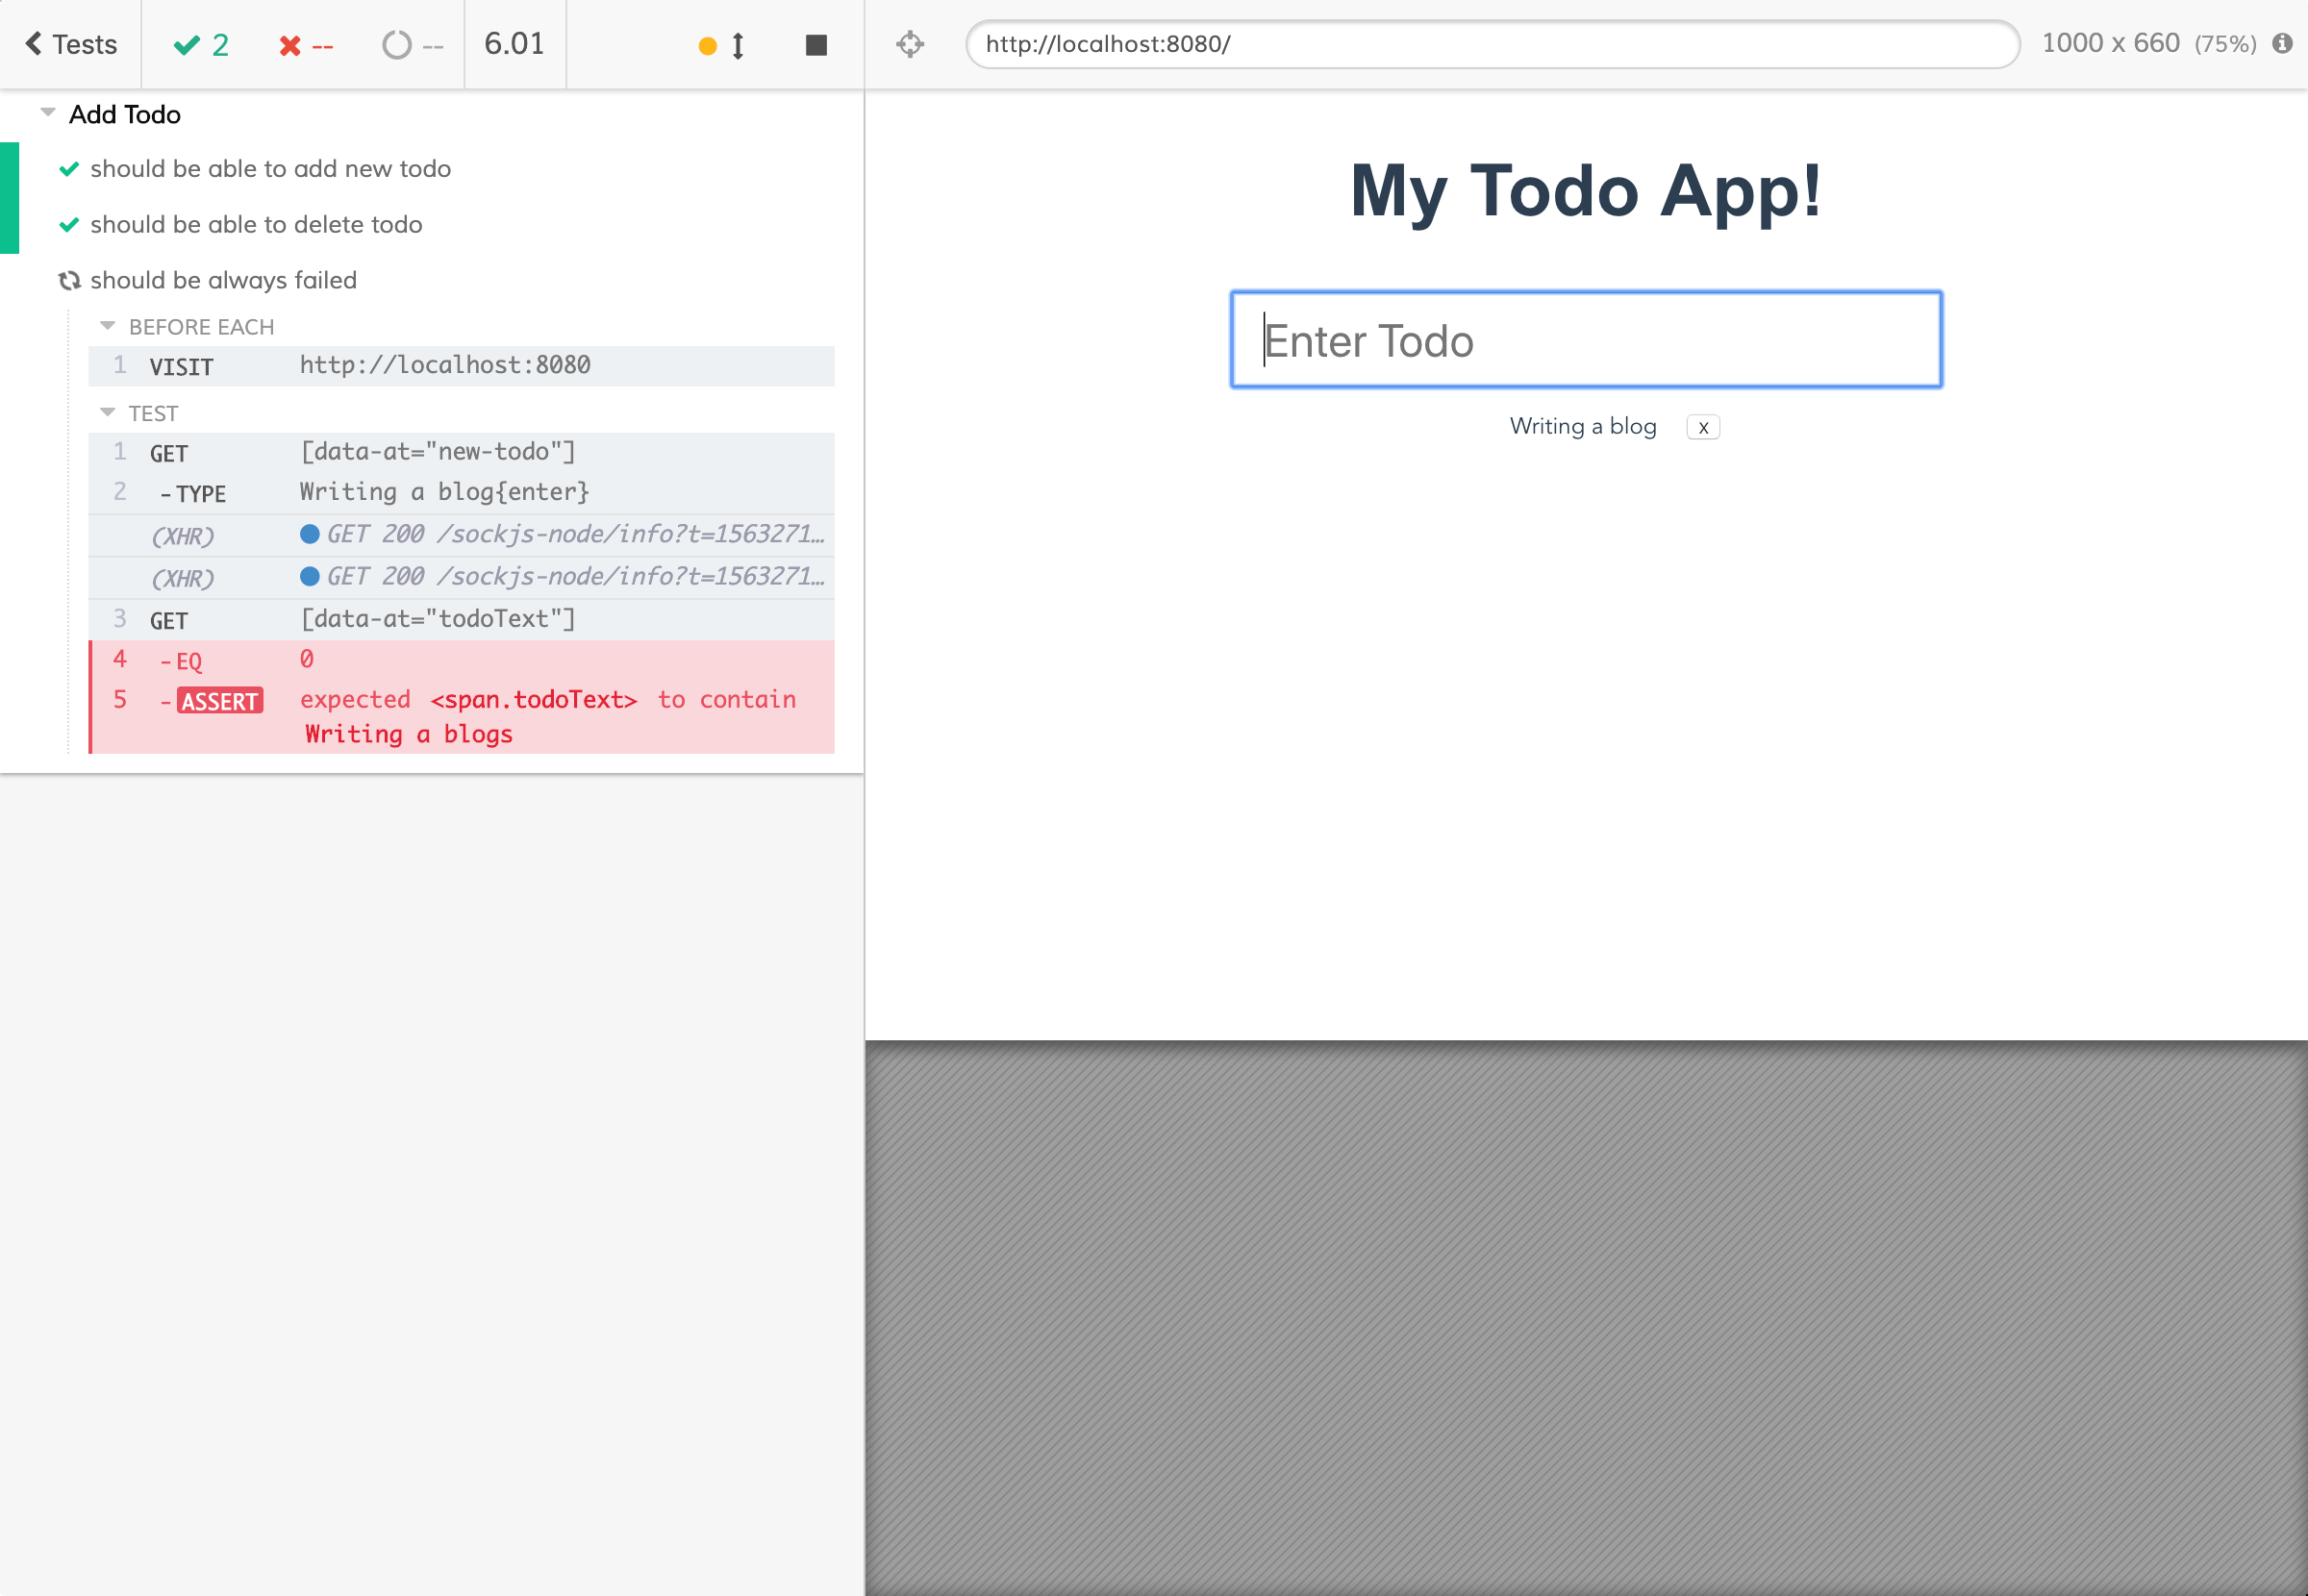 Tests 2 -- -- 6.01
http://localhost:8080/ 1000 x 660 (75%)
Add Todo
should be able to add new todo
should be able to delete todo
should be always failed
BEFORE EACH
1 VISIT http://localhost:8080
TEST
1 GET [data-at="new-todo"]
2 -TYPE Writing a blog{enter}
(XHR) GET 200 /sockjs-node/info?t=1563271…
(XHR) GET 200 /sockjs-node/info?t=1563271…
3 GET [data-at="todoText"]
4 -EQ 0
5 -ASSERT expected <span.todoText> to contain
Writing a blogs
My Todo App!
Enter Todo
Writing a blog x